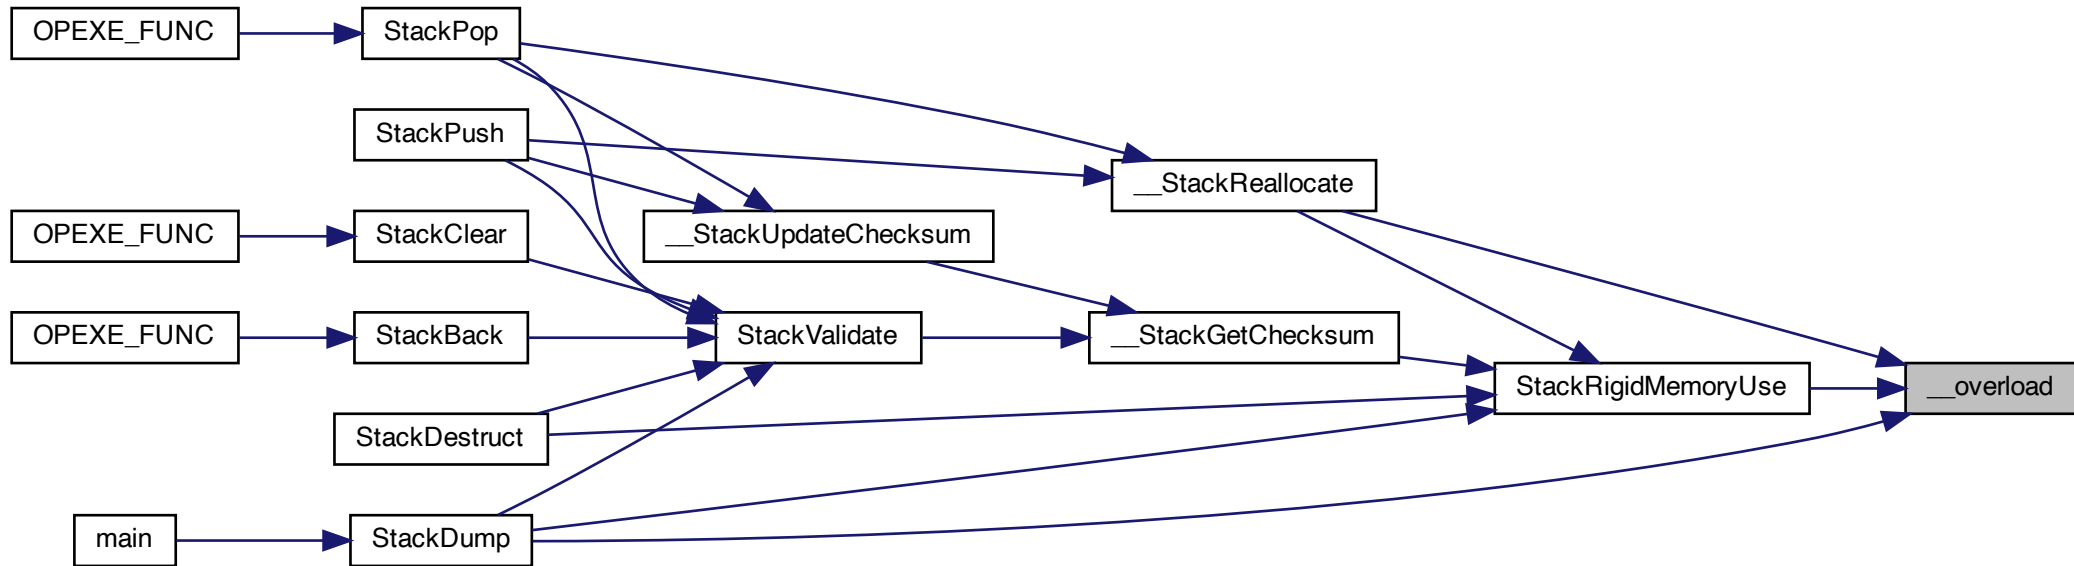 OPEXE_FUNC
StackPop
StackPush
__StackReallocate
OPEXE_FUNC
StackClear
__StackUpdateChecksum
OPEXE_FUNC
StackBack
StackValidate
__StackGetChecksum
StackRigidMemoryUse
__overload
StackDestruct
main
StackDump